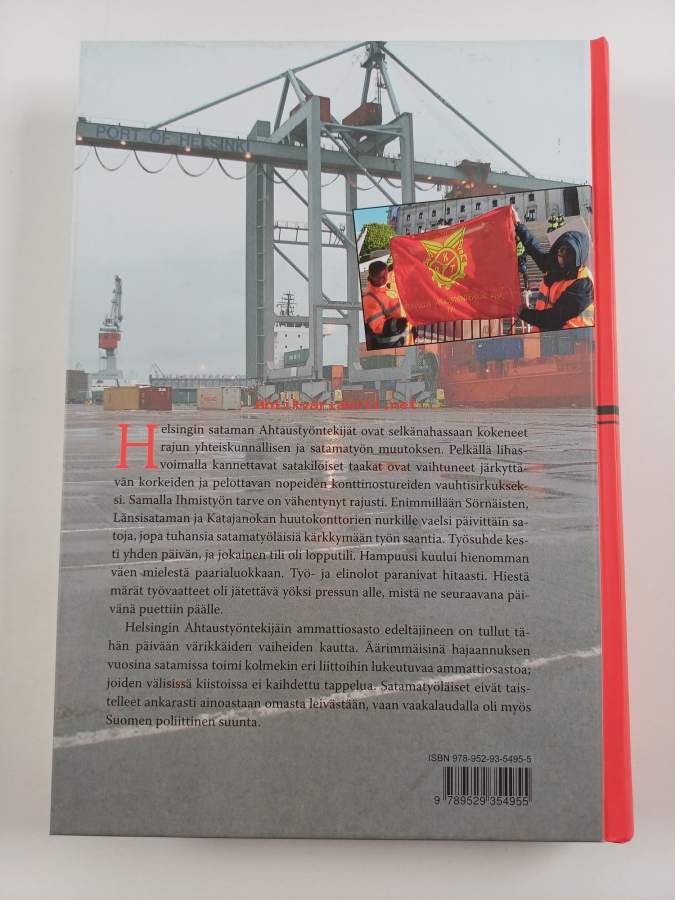 PORT OF HELSINKI
antikvariaatti.net
Helsingin sataman Ahtaustyöntekijät ovat selkänahassaan kokeneet
rajun yhteiskunnallisen ja satamatyön muutoksen. Pelkällä lihas-
voimalla kannettavat satakiloiset taakat ovat vaihtuneet järkyttä-
vän korkeiden ja pelottavan nopeiden konttinostureiden vauhtisirkuksek-
si. Samalla Ihmistyön tarve on vähentynyt rajusti. Enimmillään Sörnäisten,
Länsisataman ja Katajanokan huutokonttorien nurkille vaelsi päivittäin sa-
toja, jopa tuhansia satamatyöläisiä kärkkymään työn saantia. Työsuhde kes-
ti yhden päivän, ja jokainen tili oli lopputili. Hampuusi kuului hienomman
väen mielestä paarialuokkaan. Työ- ja elinolot paranivat hitaasti. Hiestä
märät työvaatteet oli jätettävä yöksi pressun alle, mistä ne seuraavana päi-
vänä puettiin päälle.
Helsingin Ahtaustyöntekijäin ammattiosasto edeltäjineen on tullut tä-
hän päivään värikkäiden vaiheiden kautta. Äärimmäisinä hajaannuksen
vuosina satamissa toimi kolmekin eri liittoihin lukeutuvaa ammattiosastoa;
joiden välisissä kiistoissa ei kaihdettu tappelua. Satamatyöläiset eivät tais-
telleet ankarasti ainoastaan omasta leivästään, vaan vaakalaudalla oli myös
Suomen poliittinen suunta.
ISBN 978-952-93-5495-5
9 789529 354955